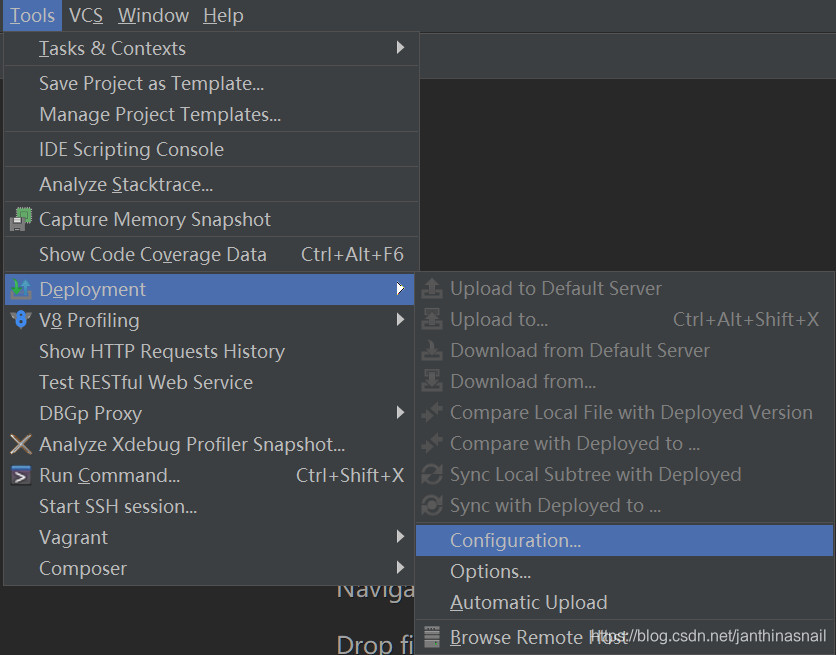 Tools VCS Window Help
Tasks & Contexts
Save Project as Template...
Manage Project Templates...
IDE Scripting Console
Analyze Stacktrace...
Capture Memory Snapshot
Show Code Coverage Data Ctrl+Alt+F6
Deployment
V8 Profiling
Show HTTP Requests History
Test RESTful Web Service
DBGp Proxy
Analyze Xdebug Profiler Snapshot...
Run Command... Ctrl+Shift+X
Start SSH session...
Vagrant
Composer
Upload to Default Server
Upload to... Ctrl+Alt+Shift+X
Download from Default Server
Download from...
Compare Local File with Deployed Version
Compare with Deployed to ...
Sync Local Subtree with Deployed
Sync with Deployed to ...
Configuration...
Options...
Automatic Upload
Browse Remote Host
Naviga
Drop fi
https://blog.csdn.net/janthinasnail